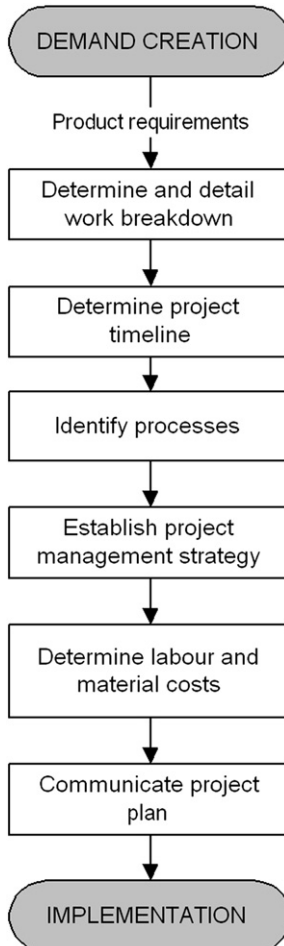 DEMAND CREATION
Product requirements
Determine and detail
work breakdown
Determine project
timeline
Identify processes
Establish project
management strategy
Determine labour and
material costs
Communicate project
plan
IMPLEMENTATION